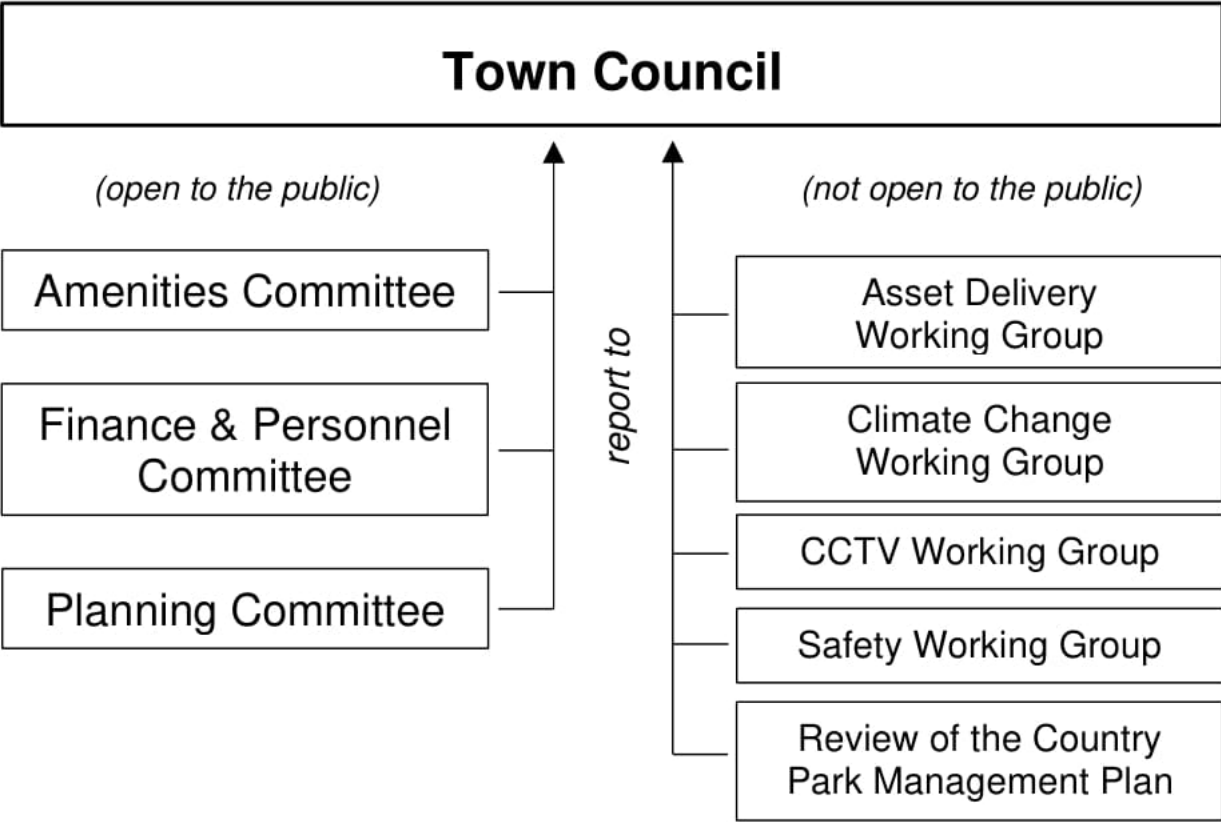 Town Council
(open to the public)
Amenities Committee
Finance & Personnel
Committee
Planning Committee
report to
(not open to the public)
Asset Delivery
Working Group
Climate Change
Working Group
CCTV Working Group
Safety Working Group
Review of the Country
Park Management Plan